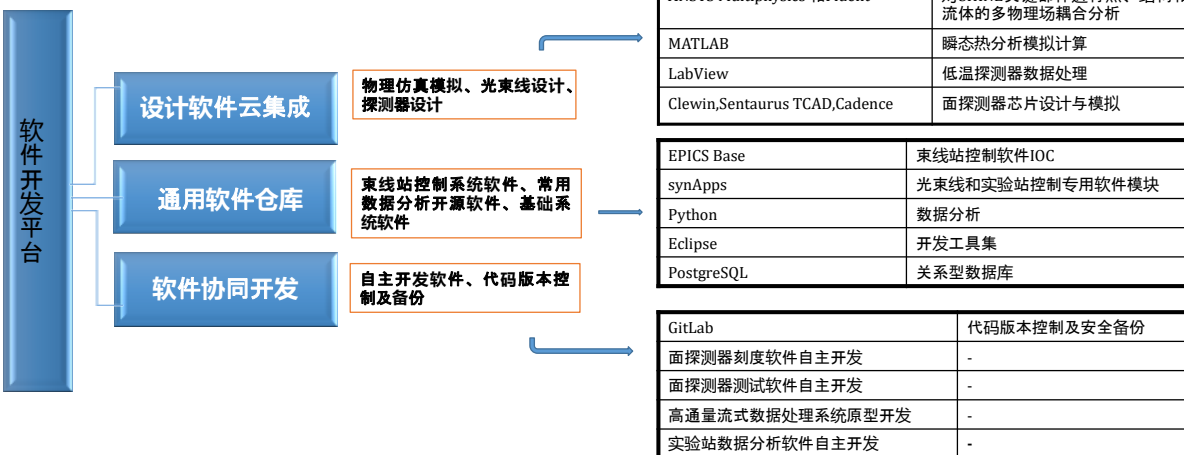 软件开发平台
设计软件云集成
物理仿真模拟、光束线设计、
探测器设计
通用软件仓库
束线站控制系统软件、常用
数据分析开源软件、基础系
统软件
软件协同开发
自主开发软件、代码版本控
制及备份
流体的多物理场耦合分析
MATLAB 瞬态热分析模拟计算
LabView 低温探测器数据处理
Clewin,Sentaurus TCAD,Cadence 面探测器芯片设计与模拟
EPICS Base 束线站控制软件IOC
synApps 光束线和实验站控制专用软件模块
Python 数据分析
Eclipse 开发工具集
PostgreSQL 关系型数据库
GitLab 代码版本控制及安全备份
面探测器刻度软件自主开发 -
面探测器测试软件自主开发 -
高通量流式数据处理系统原型开发 -
实验站数据分析软件自主开发 -